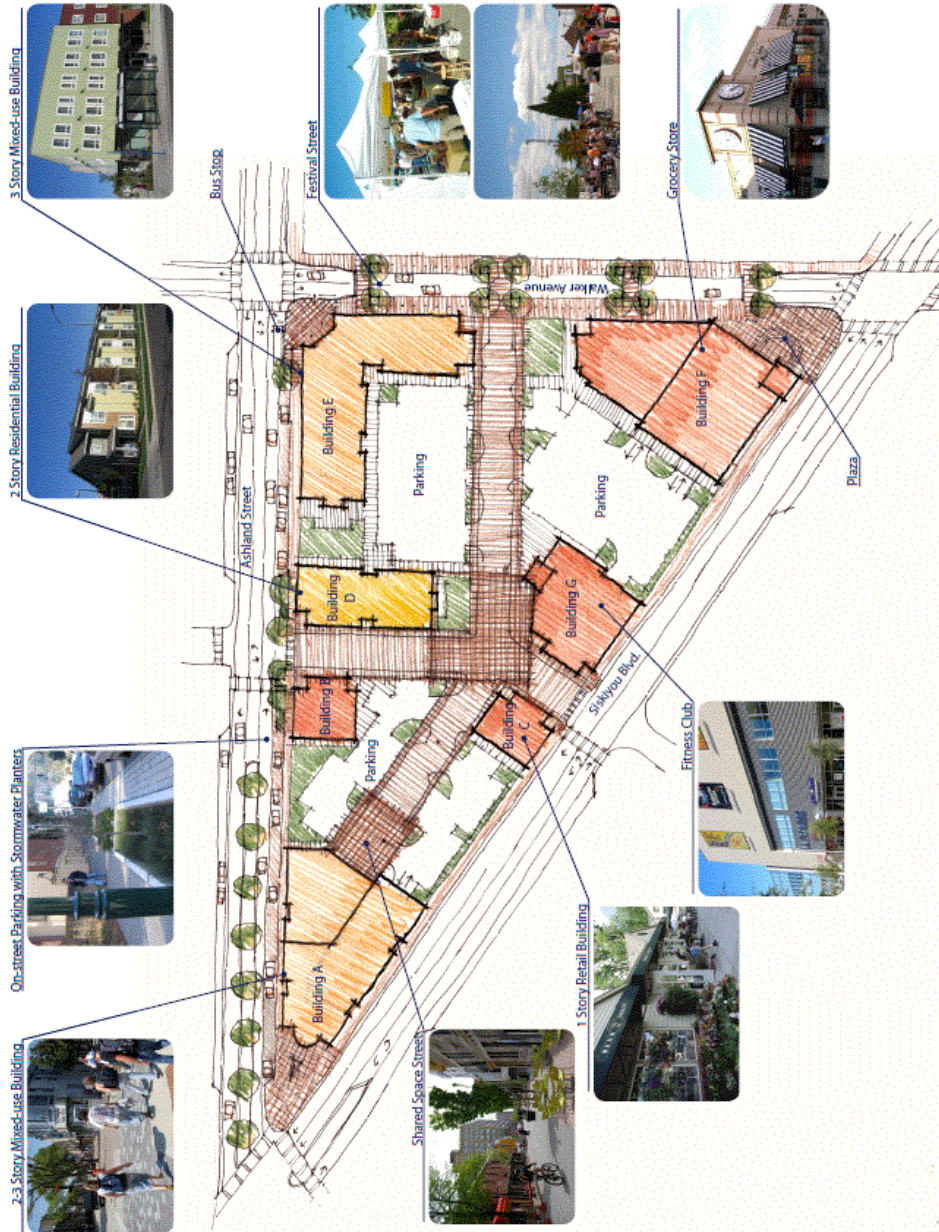 2-3 Story Mixed-use Building
On-street Parking with Stormwater Planters
2 Story Residential Building
3 Story Mixed-use Building
Bus Stop
Ashland Street
Festival Street
Building E
Building
D
Building B
Parking
Parking
Building A
Walker Avenue
Parking
Building G
Building F
Building
C
Siskiyou Blvd.
Grocery Store
Shared Space Street
1 Story Retail Building
Fitness Club
Plaza